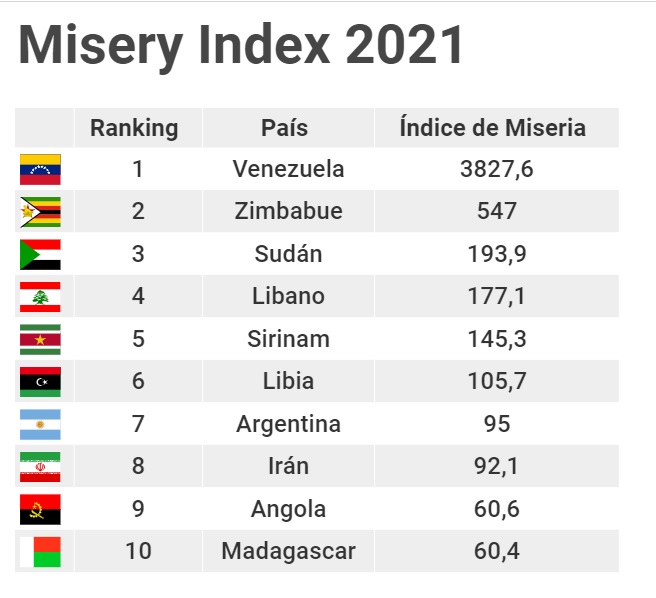 Misery Index 2021
Ranking País Índice de Miseria
1 Venezuela 3827,6
2 Zimbabue 547
3 Sudán 193,9
4 Libano 177,1
5 Sirinam 145,3
6 Libia 105,7
7 Argentina 95
8 Irán 92,1
9 Angola 60,6
10 Madagascar 60,4